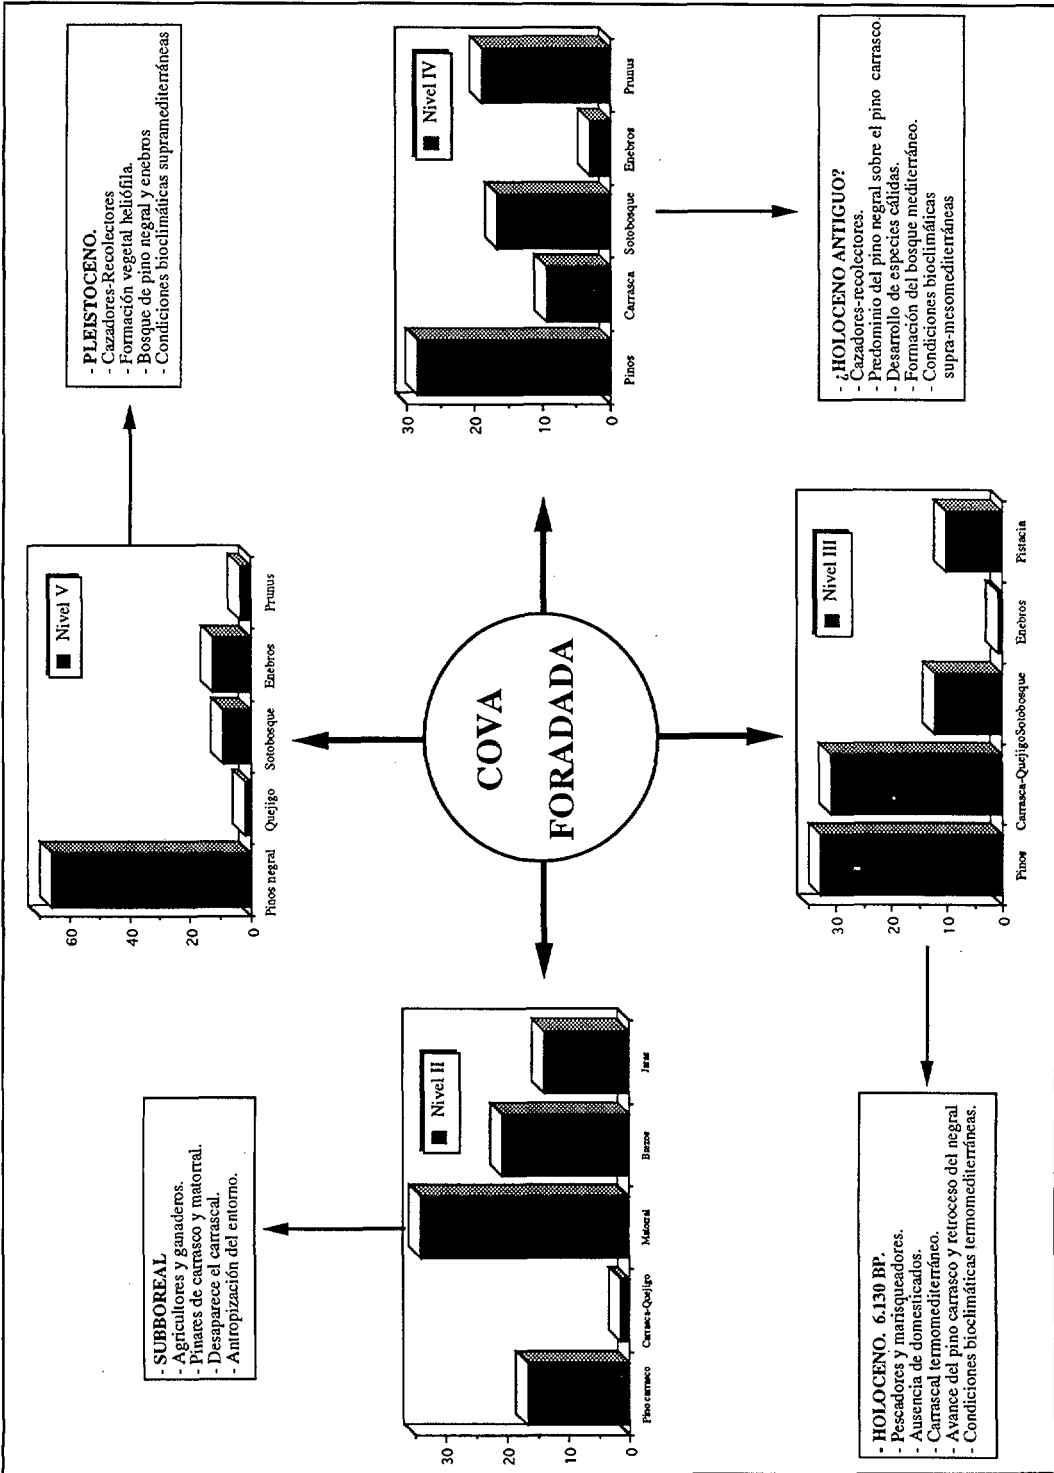 - PLEISTOCENO.
- Cazadores-Recolectores
- Formación vegetal heliófila.
- Bosque de pino negral y enebros
- Condiciones bioclimáticas supramediterráneas
Nivel V
60
40
20
0
Pinos negral
Quejigo
Sotobosque
Enebros
Prunus
- SUBBOREAL
- Agricultores y ganaderos.
- Pinares de carrasco y matorral.
- Desaparece el carrascal.
- Antropización del entorno.
Nivel II
30
20
10
0
Pino carrasco
Carrasca-Quejigo
Matorral
Brezos
Jaras
COVA
FORADADA
Nivel IV
30
20
10
0
Pinos
Carrasca
Sotobosque
Enebros
Prunus
- ¿HOLOCENO ANTIGUO?
- Cazadores-recolectores.
- Predominio del pino negral sobre el pino carrasco.
- Desarrollo de especies cálidas.
- Formación del bosque mediterráneo.
- Condiciones bioclimáticas
supra-mesomediterráneas
Nivel III
30
20
10
0
Pinos
Carrasca-Quejigo
Sotobosque
Enebros
Pistacia
- HOLOCENO. 6.130 BP.
- Pescadores y marisqueadores.
- Ausencia de domesticados.
- Carrascal termomediterráneo.
- Avance del pino carrasco y retroceso del negral
- Condiciones bioclimáticas termomediterráneas.